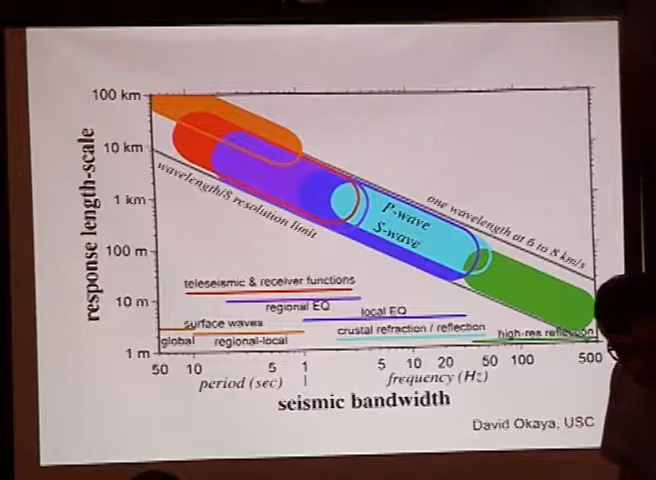 100 km
10 km
1 km
100 m
10 m
1 m
response length-scale
wavelength/8 resolution limit
one wavelength at 6 to 8 km/s
P-wave
S-wave
teleseismic & receiver functions
regional EQ
local EQ
surface waves
crustal refraction / reflection
high-res reflection
global
regional-local
50 10 5 1 5 10 20 50 100 500
period (sec) | frequency (Hz)
seismic bandwidth
David Okaya, USC